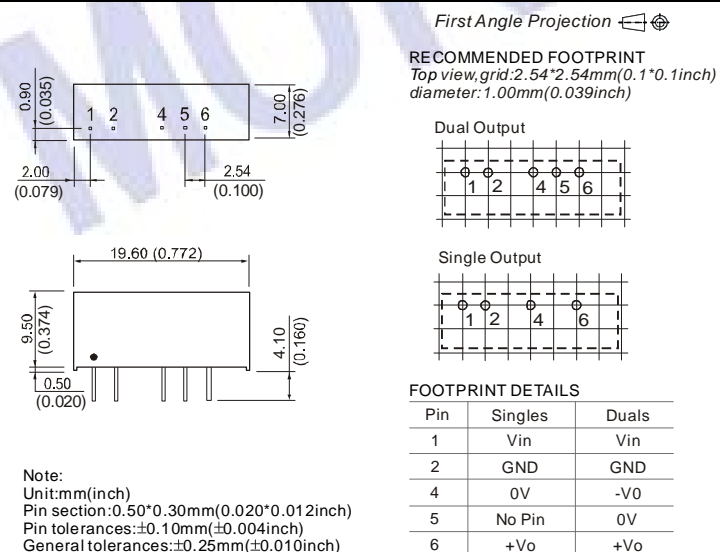 First Angle Projection
RECOMMENDED FOOTPRINT
Top view,grid:2.54*2.54mm(0.1*0.1inch)
diameter:1.00mm(0.039inch)
0.90
(0.035)
1 2 4 5 6
7.00
(0.276)
2.00
(0.079)
2.54
(0.100)
Dual Output
1 2 4 5 6
19.60 (0.772)
Single Output
1 2 4 6
9.50
(0.374)
4.10
(0.160)
0.50
(0.020)
FOOTPRINT DETAILS
Pin Singles Duals
1 Vin Vin
2 GND GND
4 0V -V0
5 No Pin 0V
6 +Vo +Vo
Note:
Unit:mm(inch)
Pin section:0.50*0.30mm(0.020*0.012inch)
Pin tolerances:±0.10mm(±0.004inch)
General tolerances:±0.25mm(±0.010inch)